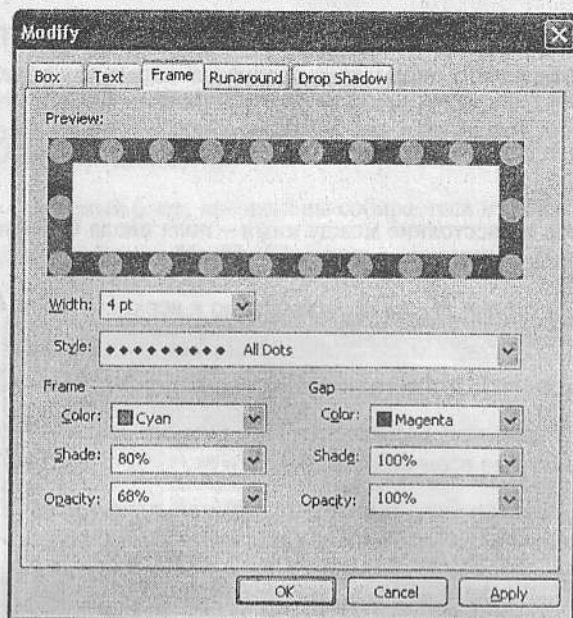 Modify
Box Text Frame Runaround Drop Shadow
Preview:
Width: 4 pt
Style: All Dots
Frame
Color: Cyan
Shade: 80%
Opacity: 68%
Gap
Color: Magenta
Shade: 100%
Opacity: 100%
OK Cancel Apply